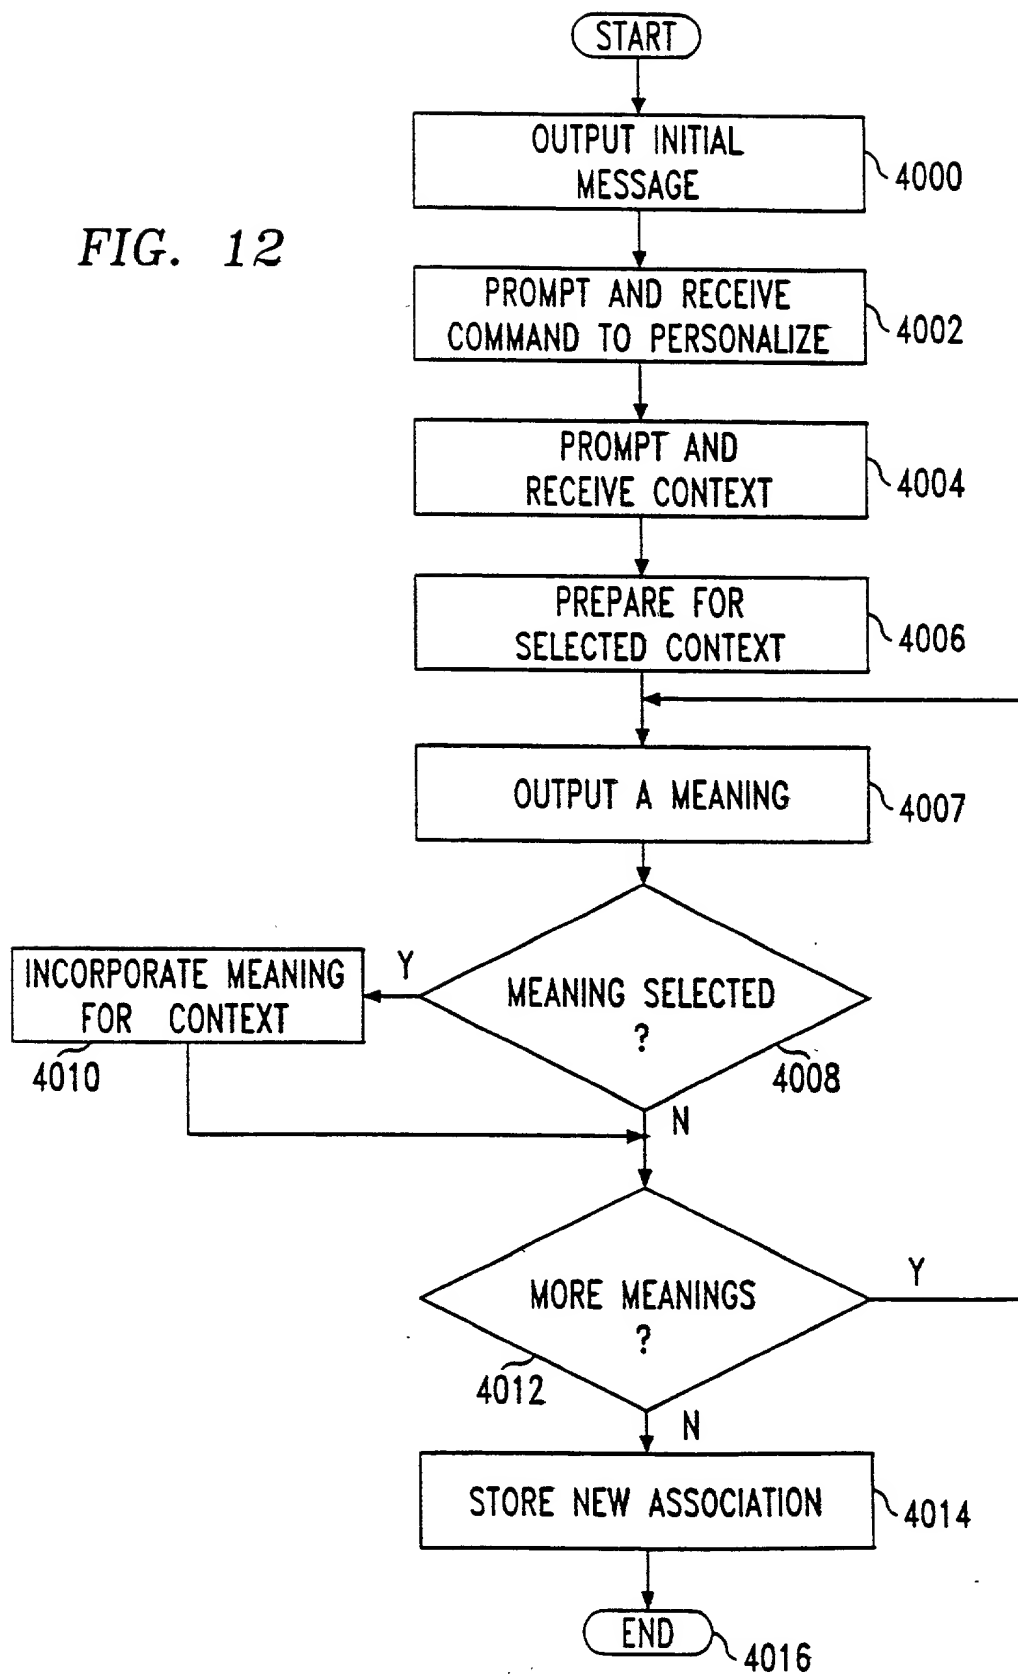 START
OUTPUT INITIAL
MESSAGE
4000
FIG. 12
PROMPT AND RECEIVE
COMMAND TO PERSONALIZE
4002
PROMPT AND
RECEIVE CONTEXT
4004
PREPARE FOR
SELECTED CONTEXT
4006
OUTPUT A MEANING
4007
INCORPORATE MEANING
FOR CONTEXT
4010
Y
MEANING SELECTED
?
4008
N
MORE MEANINGS
?
4012
Y
N
STORE NEW ASSOCIATION
4014
END
4016